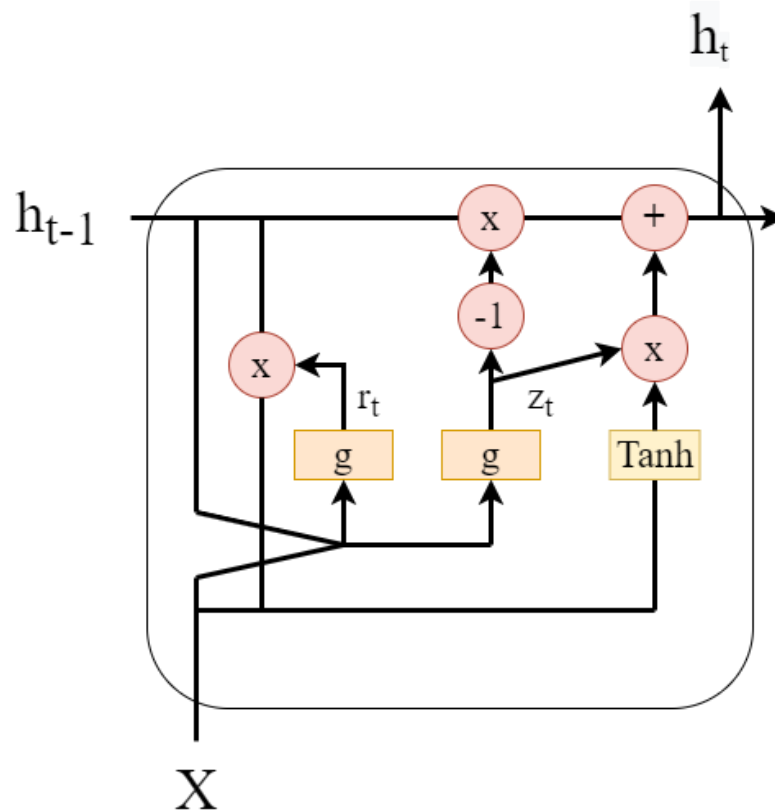 h_t
h_{t-1}
x
+
-1
x
x
r_t
z_t
g
g
Tanh
X